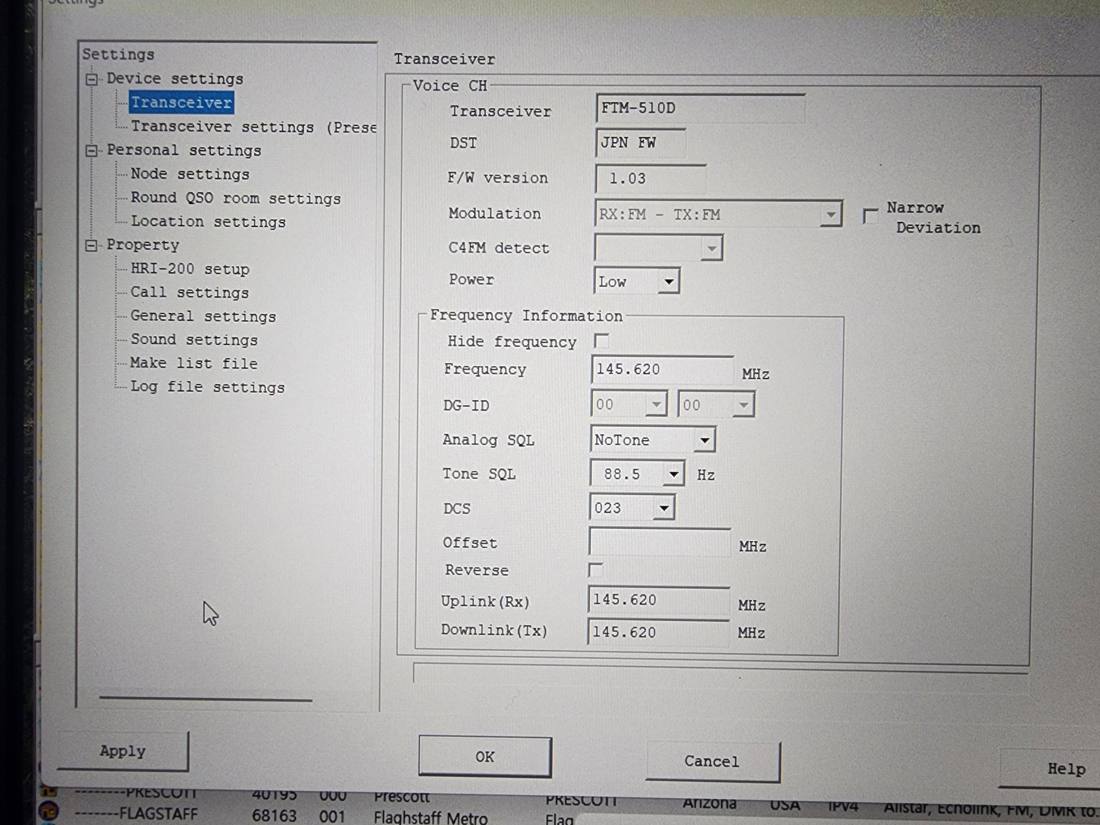 Settings
Settings
Device settings
Transceiver
Transceiver settings (Prese
Personal settings
Node settings
Round QSO room settings
Location settings
Property
HRI-200 setup
Call settings
General settings
Sound settings
Make list file
Log file settings
Transceiver
Voice CH
Transceiver FTM-510D
DST JPN FW
F/W version 1.03
Modulation RX:FM - TX:FM Narrow
Deviation
C4FM detect
Power Low
Frequency Information
Hide frequency
Frequency 145.620 MHz
DG-ID 00 00
Analog SQL NoTone
Tone SQL 88.5 Hz
DCS 023
Offset MHz
Reverse
Uplink(Rx) 145.620 MHz
Downlink(Tx) 145.620 MHz
Apply OK Cancel Help
--------PRESCOTT 40195 000 Prescott PRESCOTT Arizona USA IPV4 Allstar, Echolink, FM, DMR to
-------FLAGSTAFF 68163 001 Flaghstaff Metro Flag